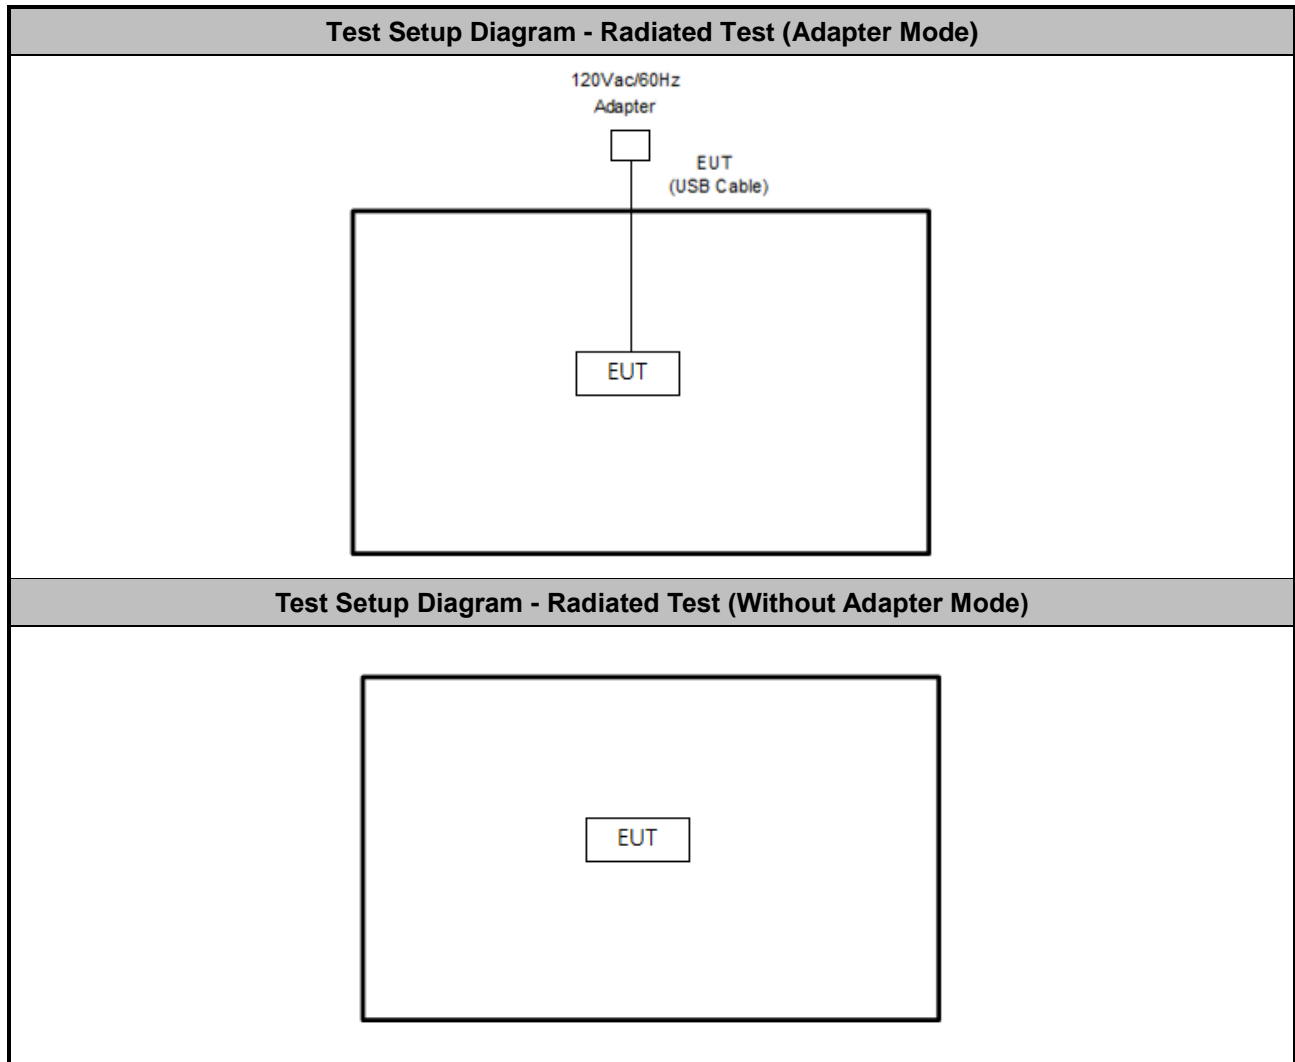 Test Setup Diagram - Radiated Test (Adapter Mode)
120Vac/60Hz
Adapter
EUT
(USB Cable)
EUT
Test Setup Diagram - Radiated Test (Without Adapter Mode)
EUT